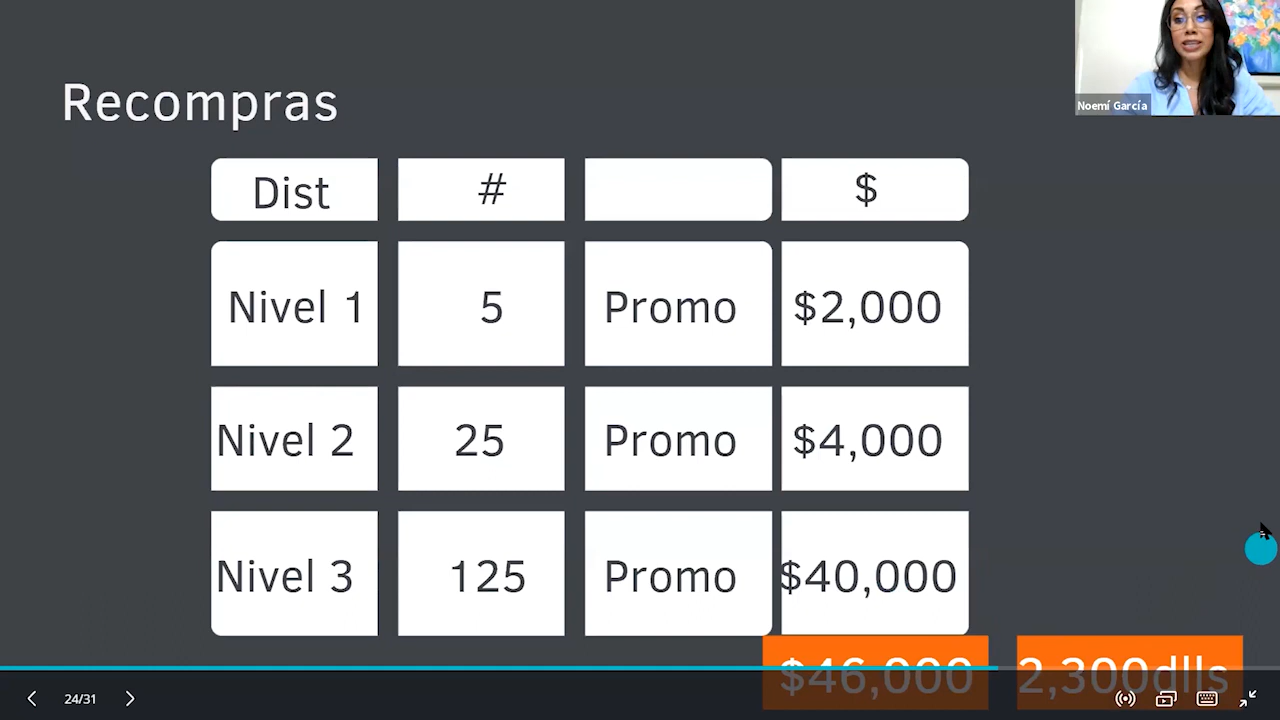 Noemí García
Recompras
Dist # $
Nivel 1 5 Promo $2,000
Nivel 2 25 Promo $4,000
Nivel 3 125 Promo $40,000
$46,000 2,300dlls
24/31